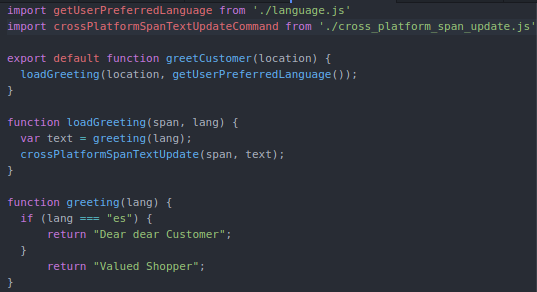 import getUserPreferredLanguage from './language.js'
import crossPlatformSpanTextUpdateCommand from './cross_platform_span_update.js'
export default function greetCustomer(location) {
loadGreeting(location, getUserPreferredLanguage());
}
function loadGreeting(span, lang) {
var text = greeting(lang);
crossPlatformSpanTextUpdate(span, text);
}
function greeting(lang) {
if (lang === "es") {
return "Dear dear Customer";
}
return "Valued Shopper";
}